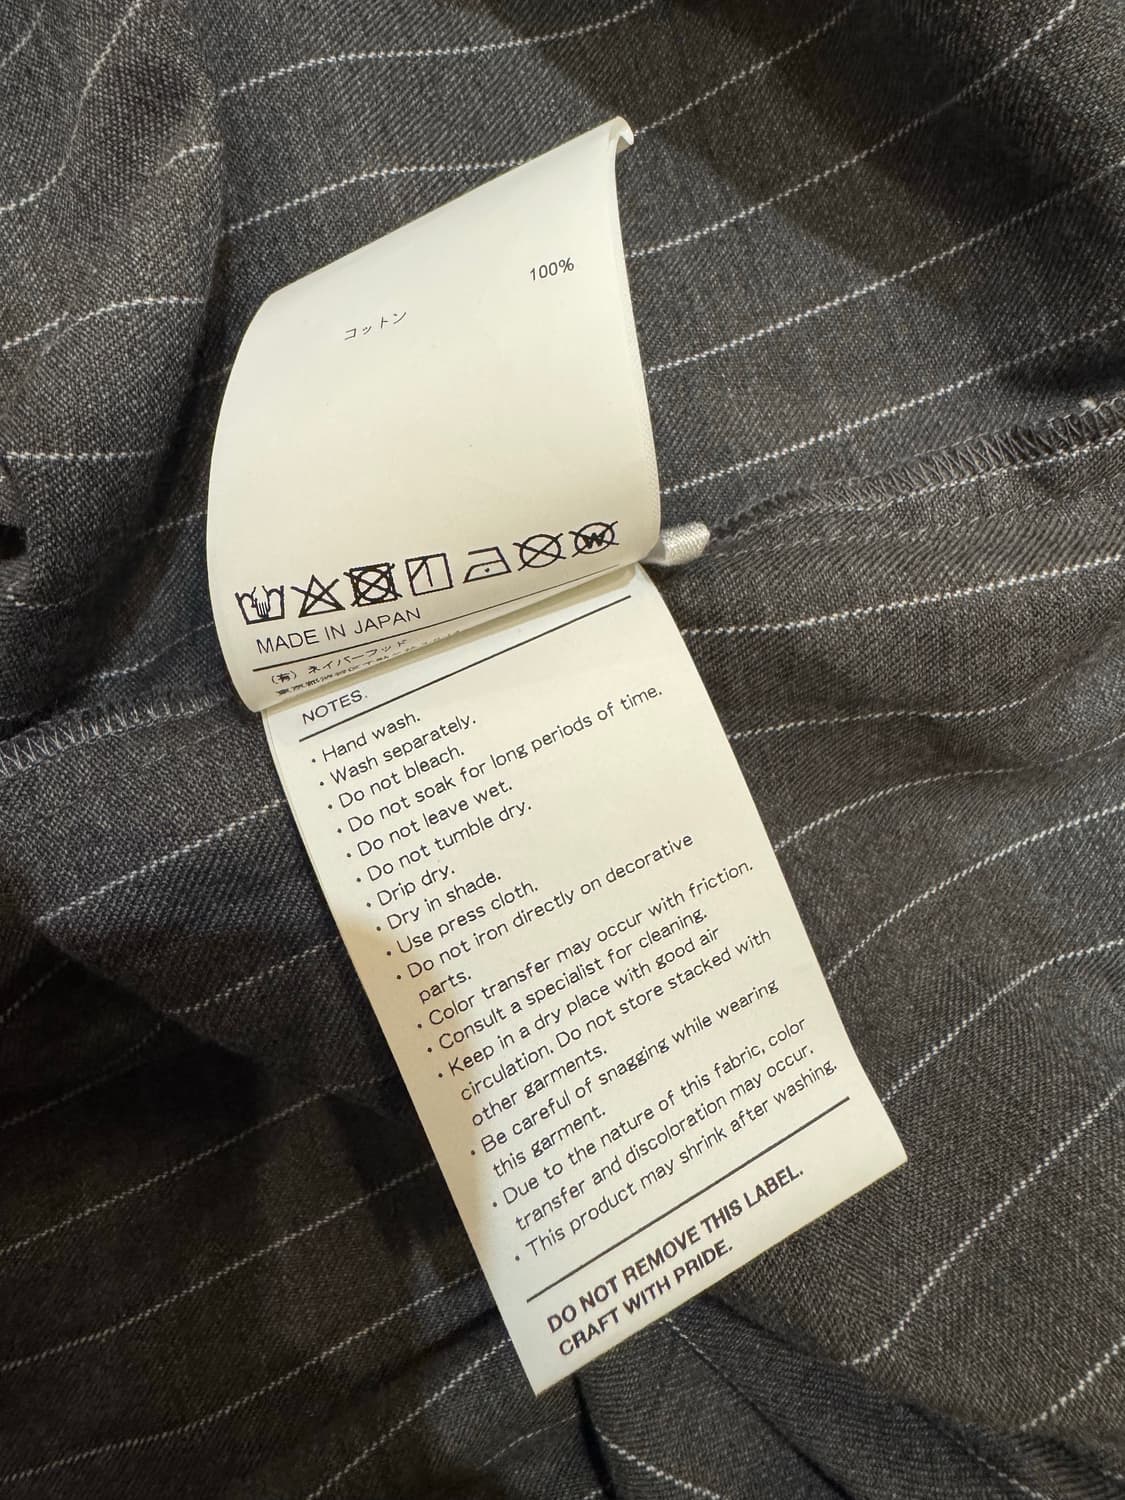 100%
コットン
MADE IN JAPAN
(有) ネイバーフッド
NOTES.
・Hand wash.
・Wash separately.
・Do not bleach.
・Do not soak for long periods of time.
・Do not leave wet.
・Do not tumble dry.
・Drip dry.
・Dry in shade.
・Use press cloth.
・Do not iron directly on decorative
parts.
・Color transfer may occur with friction.
・Consult a specialist for cleaning.
・Keep in a dry place with good air
circulation. Do not store stacked with
other garments.
・Be careful of snagging while wearing
this garment.
・Due to the nature of this fabric, color
transfer and discoloration may occur.
・This product may shrink after washing.
DO NOT REMOVE THIS LABEL.
CRAFT WITH PRIDE.